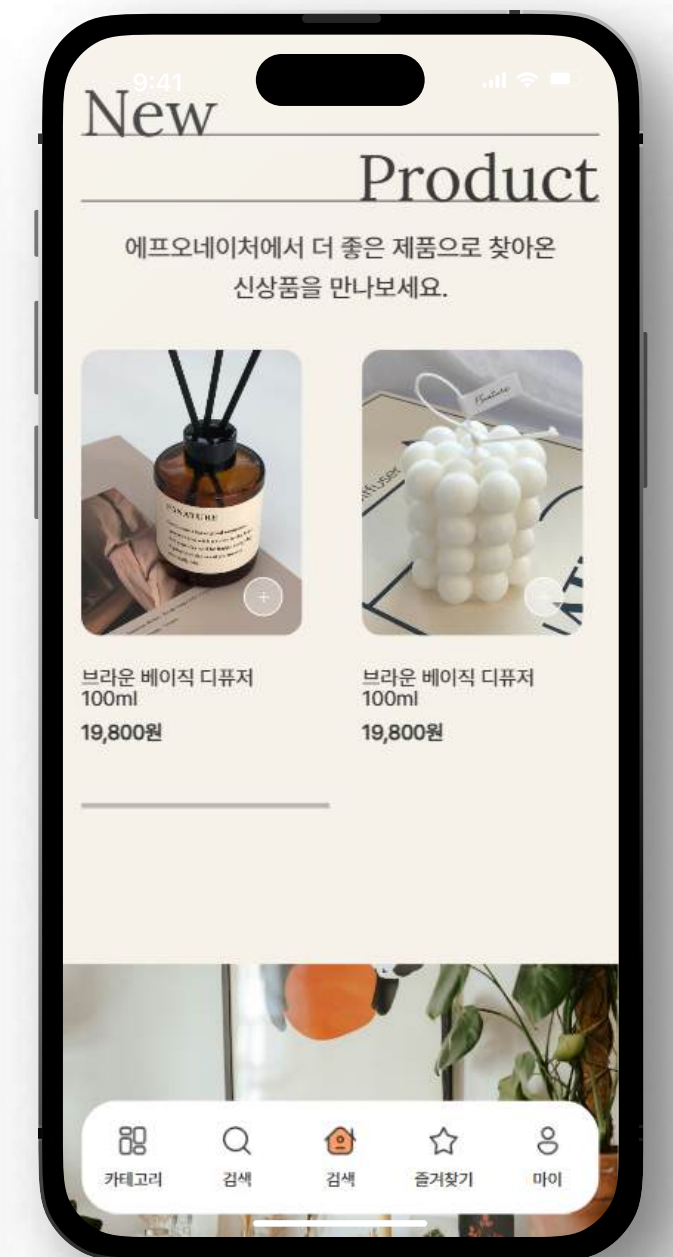 9:41
New
Product
에프오네이처에서 더 좋은 제품으로 찾아온
신상품을 만나보세요.
브라운 베이직 디퓨저
100ml
19,800원
브라운 베이직 디퓨저
100ml
19,800원
카테고리
검색
검색
즐겨찾기
마이